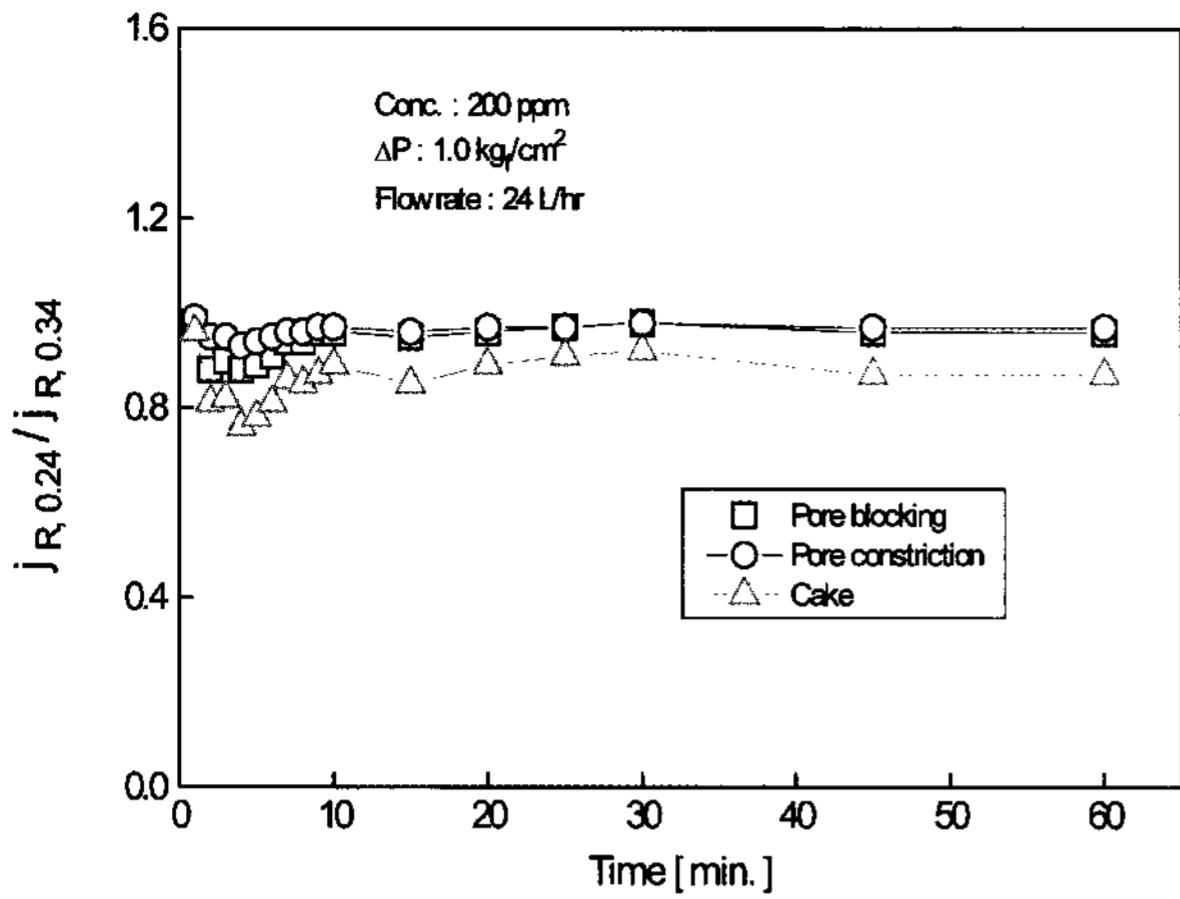 1.6
Conc. : 200 ppm
ΔP : 1.0 kgf/cm²
Flow rate : 24 L/hr
1.2
j R, 0.24 / j R, 0.34
0.8
Pore blocking
Pore constriction
Cake
0.4
0.0
0 10 20 30 40 50 60
Time [ min. ]